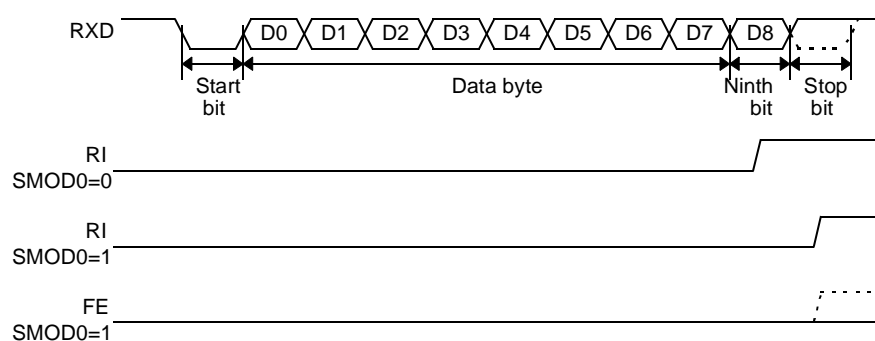 RXD D0 D1 D2 D3 D4 D5 D6 D7 D8
Start bit Data byte Ninth bit Stop bit
RI
SMOD0=0
RI
SMOD0=1
FE
SMOD0=1